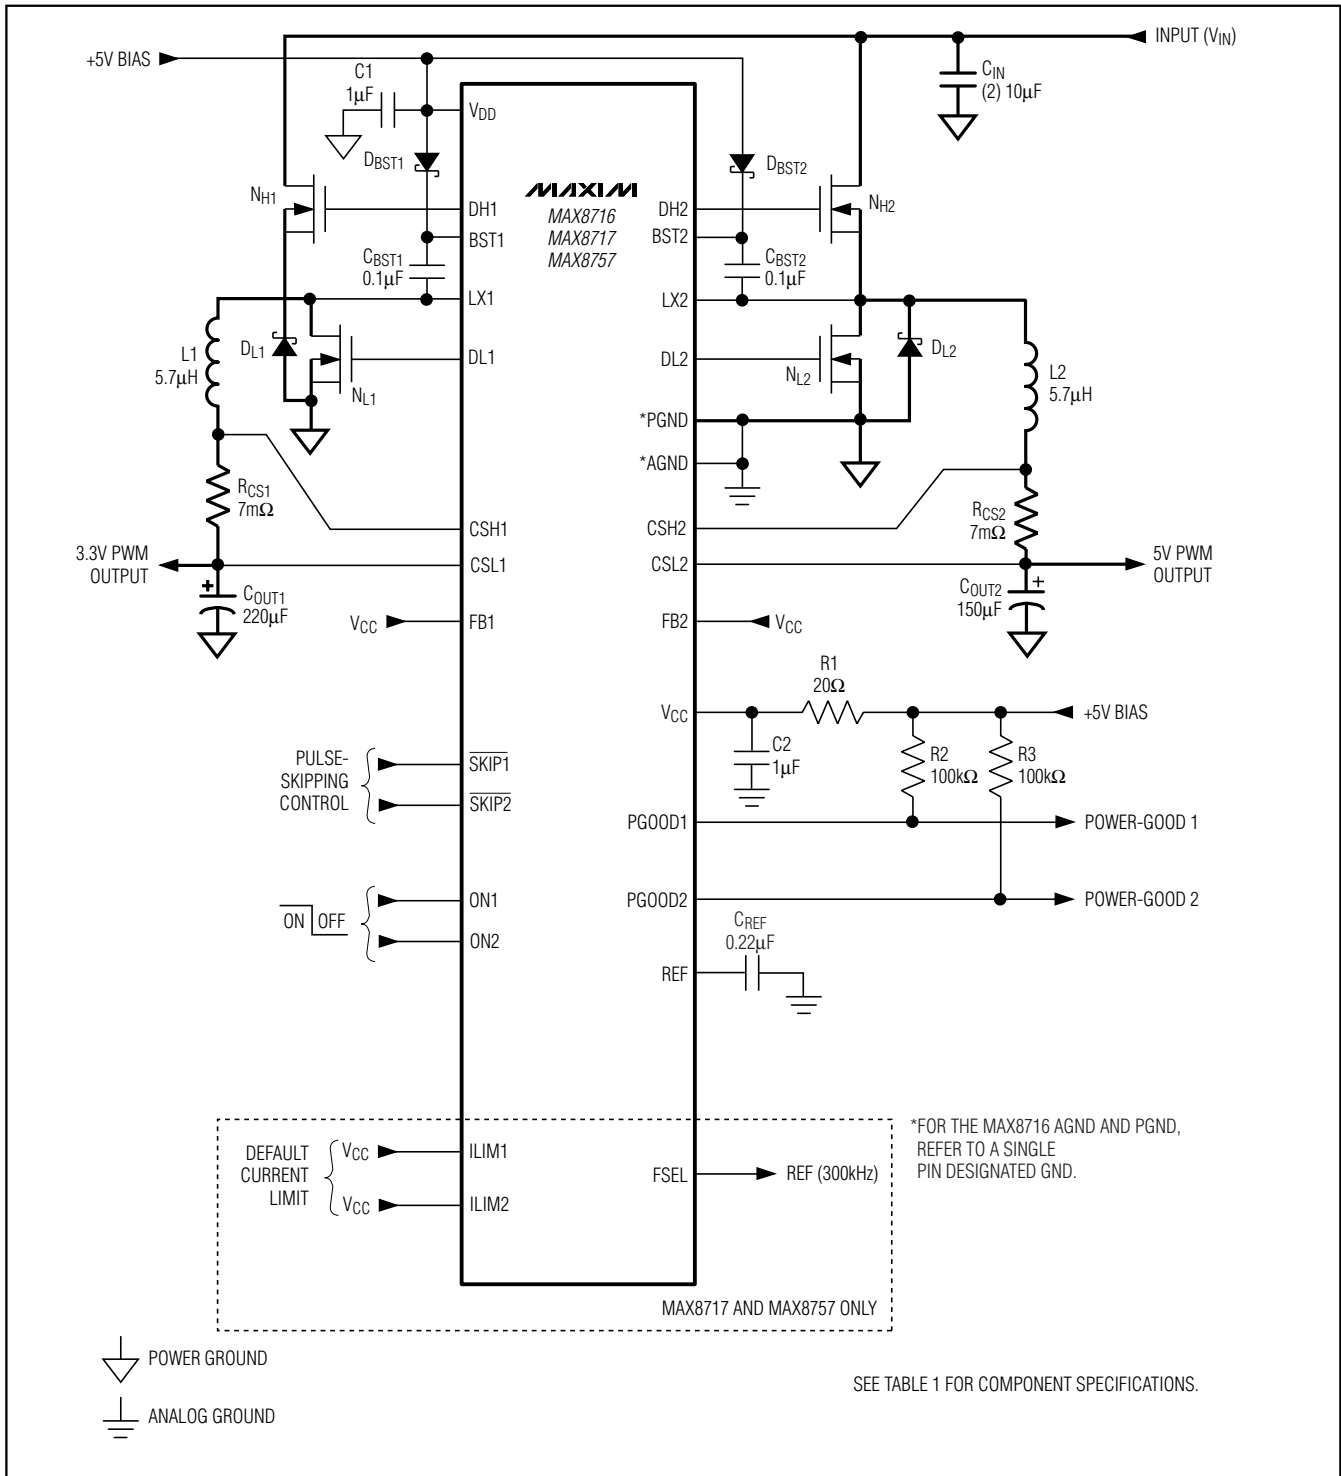 INPUT (VIN)
+5V BIAS
C1
1µF
CIN
(2) 10µF
VDD
DBST1
DBST2
MAXIM
MAX8716
MAX8717
MAX8757
NH1
DH1
DH2
NH2
BST1
BST2
CBST1
0.1µF
CBST2
0.1µF
LX1
LX2
L1
5.7µH
DL1
NL1
DL1
DL2
NL2
DL2
L2
5.7µH
*PGND
*AGND
RCS1
7mΩ
RCS2
7mΩ
CSH1
CSH2
3.3V PWM
OUTPUT
CSL1
CSL2
5V PWM
OUTPUT
+
COUT1
220µF
COUT2
150µF
+
VCC
FB1
FB2
VCC
R1
20Ω
VCC
+5V BIAS
C2
1µF
R2
100kΩ
R3
100kΩ
PULSE-
SKIPPING
CONTROL
SKIP1
SKIP2
PGOOD1
POWER-GOOD 1
ON OFF
ON1
ON2
PGOOD2
POWER-GOOD 2
CREF
0.22µF
REF
DEFAULT
CURRENT
LIMIT
VCC
ILIM1
VCC
ILIM2
FSEL
REF (300kHz)
*FOR THE MAX8716 AGND AND PGND,
REFER TO A SINGLE
PIN DESIGNATED GND.
MAX8717 AND MAX8757 ONLY
POWER GROUND
ANALOG GROUND
SEE TABLE 1 FOR COMPONENT SPECIFICATIONS.